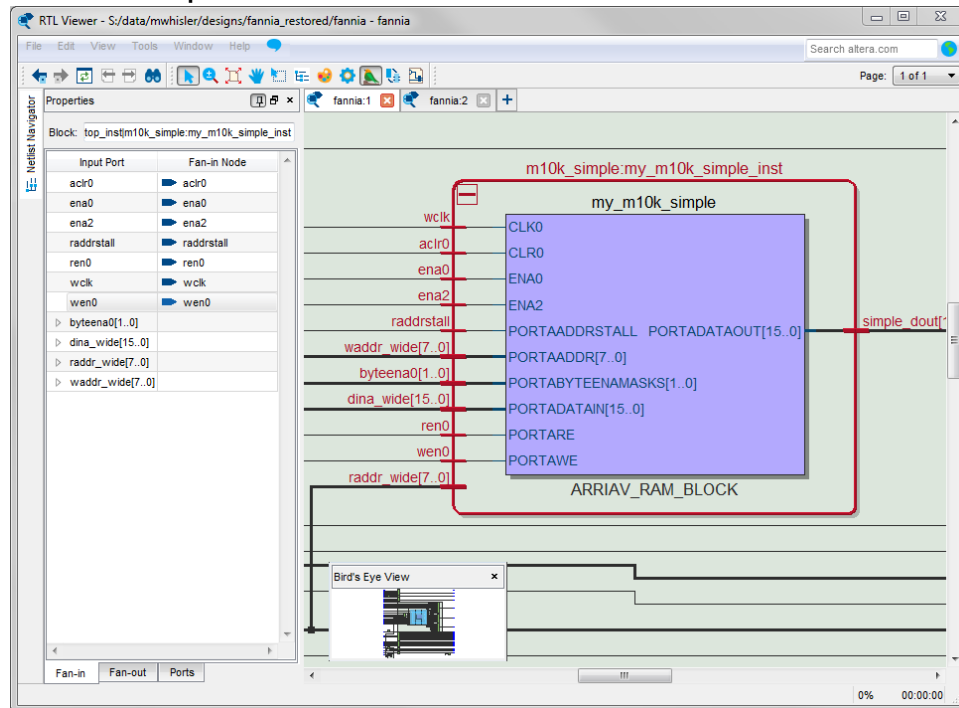 RTL Viewer - S:/data/mwhisler/designs/fannia_restored/fannia - fannia
File Edit View Tools Window Help
Search altera.com
Page: 1 of 1
Netlist Navigator
Properties
fannia:1
fannia:2
Block: top_inst|m10k_simple:my_m10k_simple_inst
Input Port Fan-in Node
aclr0 aclr0
ena0 ena0
ena2 ena2
raddrstall raddrstall
ren0 ren0
wclk wclk
wen0 wen0
byteena0[1..0]
dina_wide[15..0]
raddr_wide[7..0]
waddr_wide[7..0]
m10k_simple:my_m10k_simple_inst
my_m10k_simple
wclk CLK0
aclr0 CLR0
ena0 ENA0
ena2 ENA2
raddrstall PORTAADDRSTALL PORTADATAOUT[15..0]
waddr_wide[7..0] PORTAADDR[7..0]
byteena0[1..0] PORTABYTEENAMASKS[1..0]
dina_wide[15..0] PORTADATAIN[15..0]
ren0 PORTARE
wen0 PORTAWE
raddr_wide[7..0]
ARRIAV_RAM_BLOCK
Bird's Eye View
Fan-in Fan-out Ports
0% 00:00:00